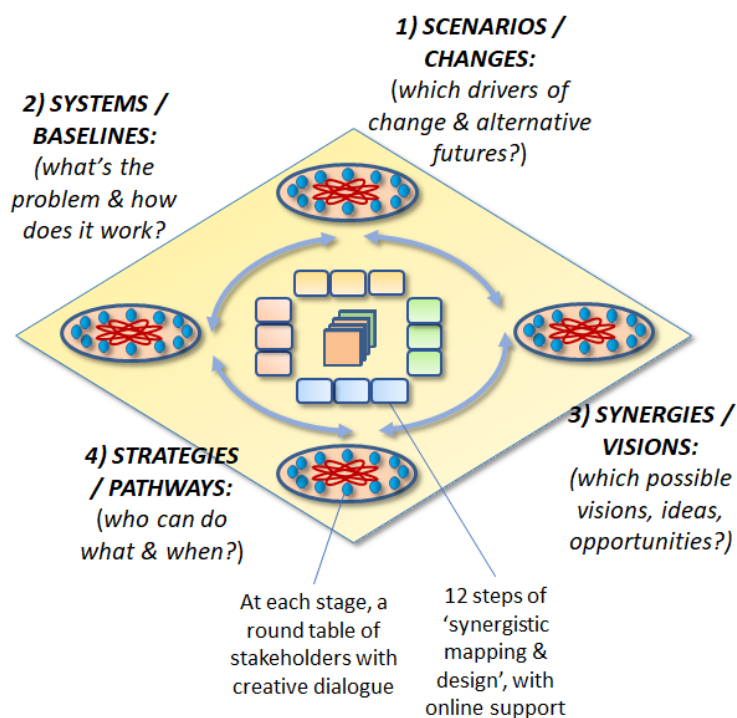 1) SCENARIOS /
CHANGES:
(which drivers of
change & alternative
futures?)
2) SYSTEMS /
BASELINES:
(what's the
problem & how
does it work?
3) SYNERGIES /
VISIONS:
(which possible
visions, ideas,
opportunities?)
4) STRATEGIES
/ PATHWAYS:
(who can do
what & when?)
At each stage, a
round table of
stakeholders with
creative dialogue
12 steps of
‘synergistic
mapping &
design’, with
online support